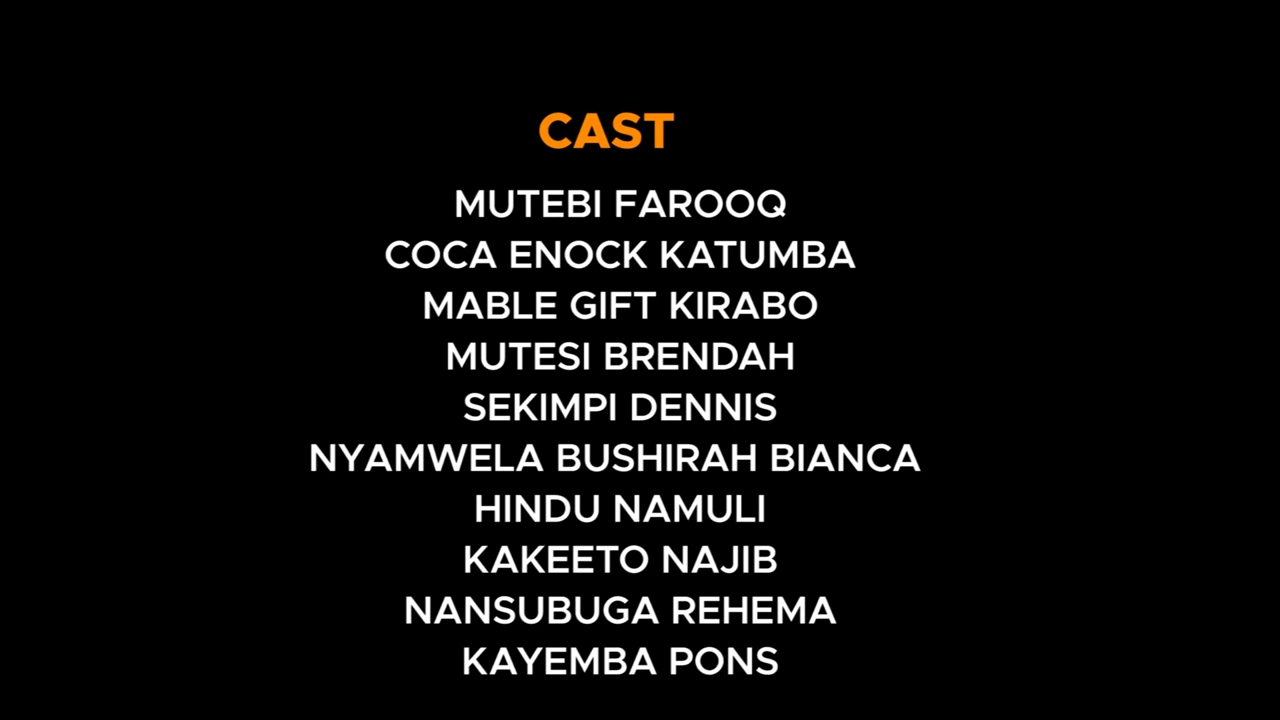 CAST
MUTEBI FAROOQ
COCA ENOCK KATUMBA
MABLE GIFT KIRABO
MUTESI BRENDAH
SEKIMPI DENNIS
NYAMWELA BUSHIRAH BIANCA
HINDU NAMULI
KAKEETO NAJIB
NANSUBUGA REHEMA
KAYEMBA PONS